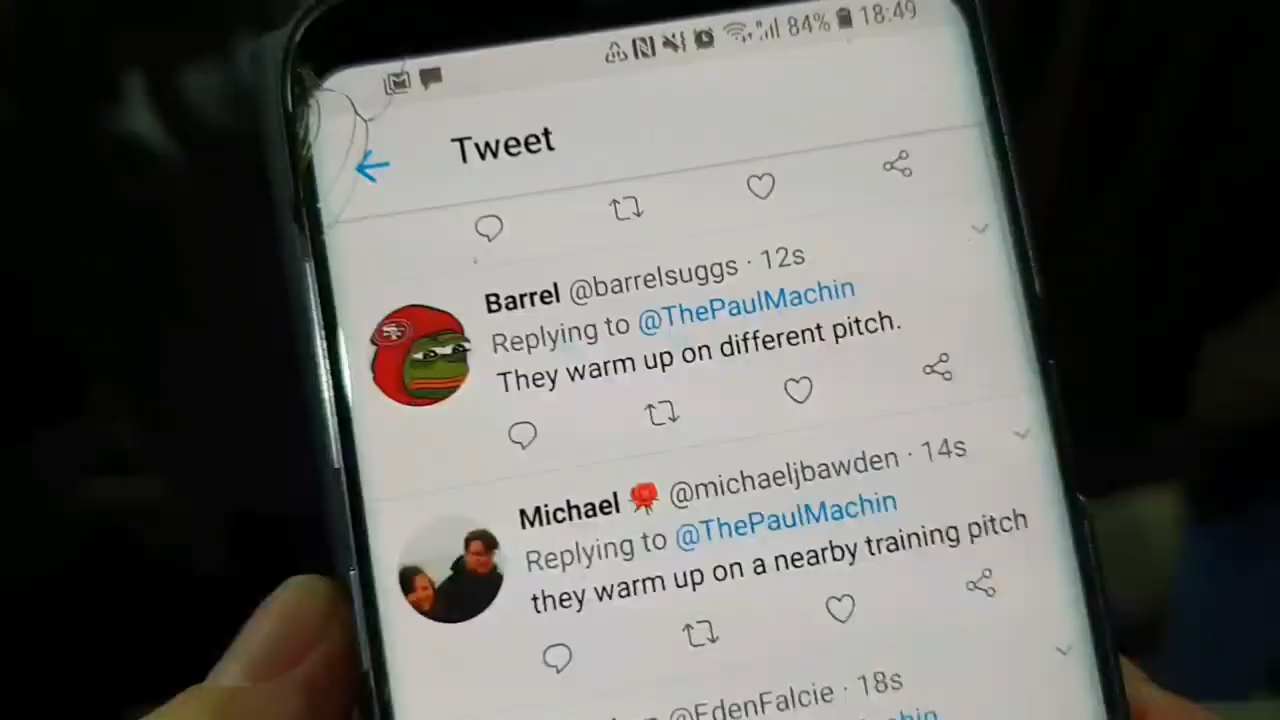 84% 18:49
Tweet
Barrel @barrelsuggs · 12s
Replying to @ThePaulMachin
They warm up on different pitch.
Michael @michaeljbawden · 14s
Replying to @ThePaulMachin
they warm up on a nearby training pitch
@EdenFalcie · 18s